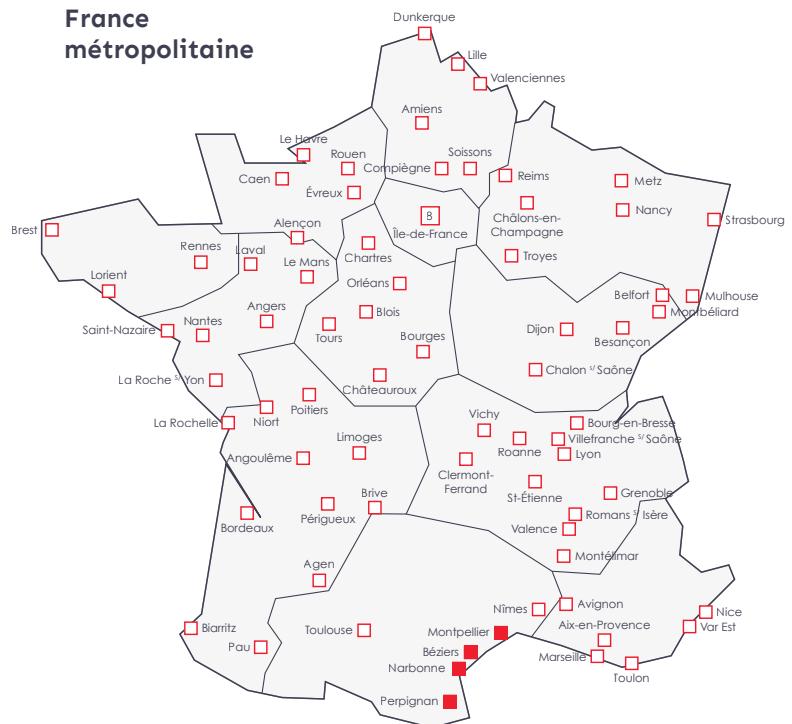 France
métropolitaine
Dunkerque
Lille
Valenciennes
Amiens
Le Havre
Rouen
Compiègne
Soissons
Reims
Caen
Évreux
Metz
Châlons-en-
Champagne
Nancy
Strasbourg
8
Île-de-France
Brest
Alençon
Rennes
Laval
Chartres
Troyes
Le Mans
Orléans
Lorient
Belfort
Mulhouse
Montbéliard
Angers
Blois
Saint-Nazaire
Nantes
Tours
Dijon
Besançon
Bourges
La Roche s/ Yon
Châteauroux
Chalon s/ Saône
La Rochelle
Niort
Poitiers
Vichy
Bourg-en-Bresse
Roanne
Villefranche s/ Saône
Limoges
Lyon
Angoulême
Clermont-
Ferrand
St-Étienne
Grenoble
Brive
Périgueux
Bordeaux
Romans s/ Isère
Valence
Montélimar
Agen
Nîmes
Avignon
Nice
Aix-en-Provence
Var Est
Biarritz
Toulouse
Montpellier
Pau
Béziers
Marseille
Narbonne
Toulon
Perpignan